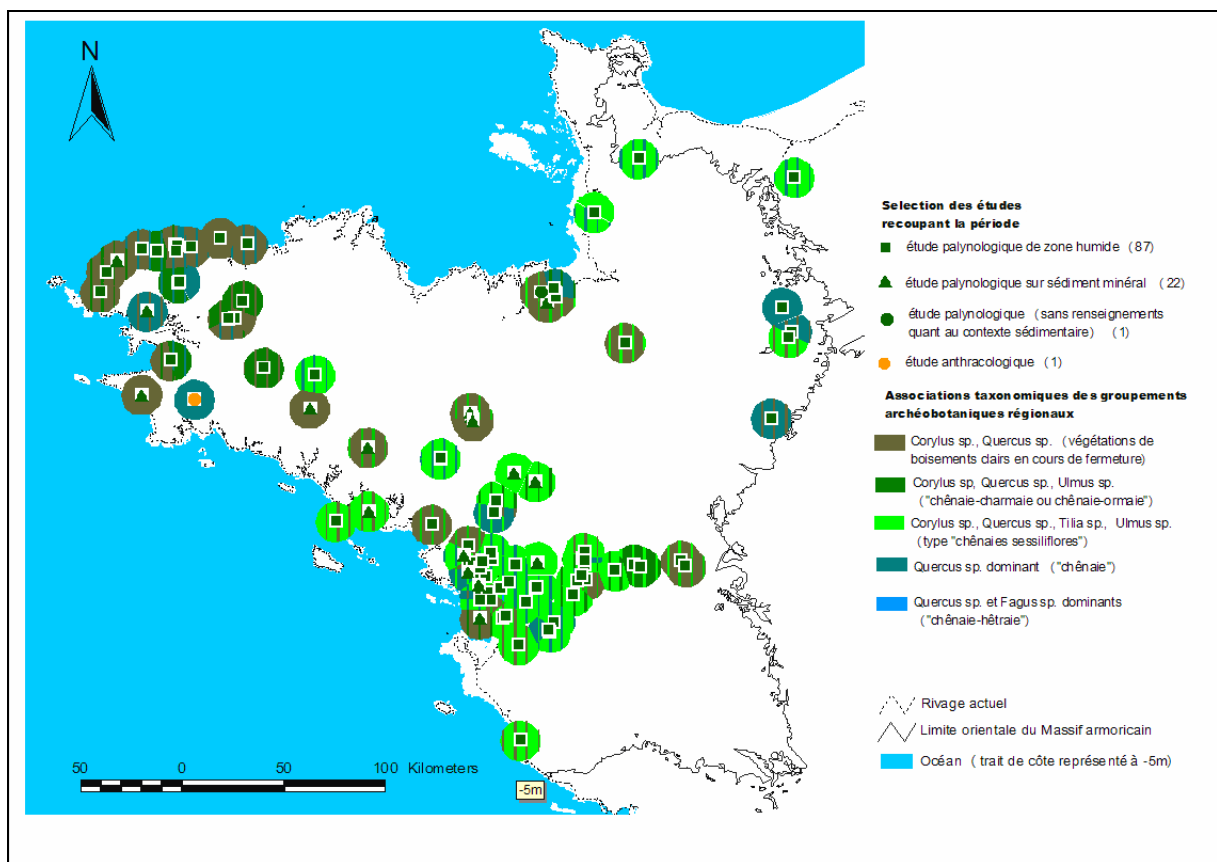 N
Selection des études
recoupant la période
étude palynologique de zone humide (87)
étude palynologique sur sédiment minéral (22)
étude palynologique (sans renseignements
quant au contexte sédimentaire) (1)
étude anthracologique (1)
Associations taxonomiques des groupements
archéobotaniques régionaux
Corylus sp., Quercus sp. (végétations de
boisements clairs en cours de fermeture)
Corylus sp, Quercus sp., Ulmus sp.
("chênaie-charmaie ou chênaie-ormaie")
Corylus sp., Quercus sp., Tilia sp., Ulmus sp.
(type "chênaies sessiliflores")
Quercus sp. dominant ("chênaie")
Quercus sp. et Fagus sp. dominants
("chênaie-hêtraie")
Rivage actuel
Limite orientale du Massif armoricain
Océan (trait de côte représenté à -5m)
50 0 50 100 Kilometers
-5m